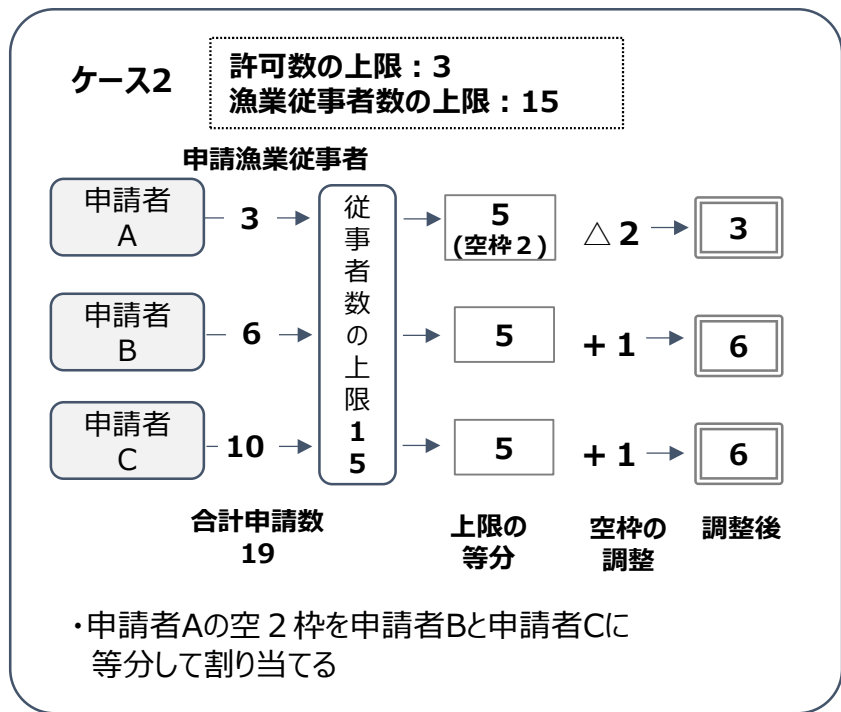 ケース2
許可数の上限：3
漁業従事者数の上限：15
申請漁業従事者
申請者
A
3
従事者数の上限15
5
(空枠２)
△ 2
3
申請者
B
6
5
+ 1
6
申請者
C
10
5
+ 1
6
合計申請数
19
上限の
等分
空枠の
調整
調整後
・申請者Aの空２枠を申請者Bと申請者Cに
等分して割り当てる